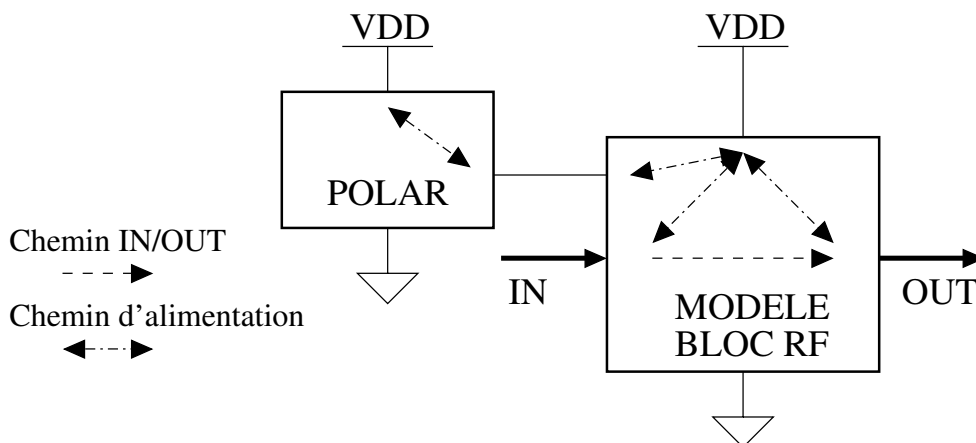 VDD
VDD
POLAR
Chemin IN/OUT
Chemin d'alimentation
IN
OUT
MODELE
BLOC RF